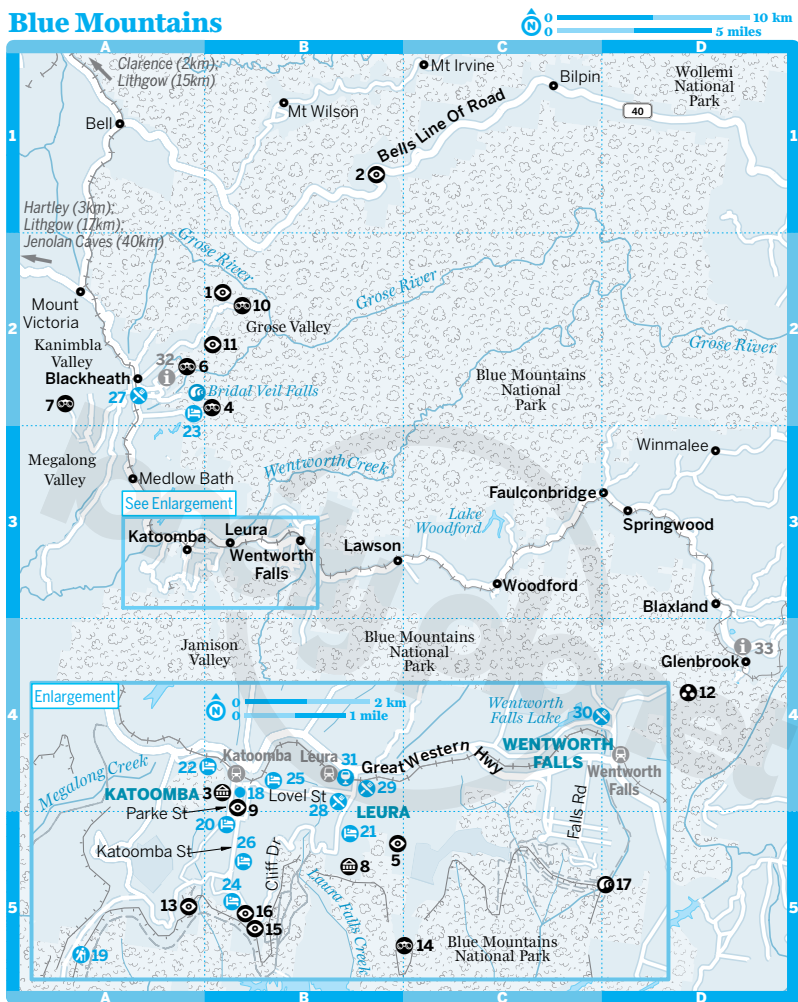 Blue Mountains
N
0 10 km
0 5 miles
A B C D
Clarence (2km);
Lithgow (15km)
Mt Irvine
Bilpin
Wollemi
National
Park
Mt Wilson
40
Bell
Bells Line Of Road
1 1
2
Hartley (3km);
Lithgow (17km);
Jenolan Caves (40km)
Grose River
1
10
Grose River
Mount
Victoria
Grose Valley
2 2
11
Grose River
Kanimbla
Valley
32
6
Blackheath
Blue Mountains
National
Park
27
Bridal Veil Falls
7
4
23
Winmalee
Megalong
Valley
Wentworth Creek
Medlow Bath
Faulconbridge
See Enlargement
Lake
Woodford
3 3
Springwood
Katoomba
Leura
Wentworth
Falls
Lawson
Woodford
Blaxland
Jamison
Valley
Blue Mountains
National
Park
33
Glenbrook
12
Enlargement
N
0 2 km
0 1 mile
Wentworth
Falls Lake
30
4 4
WENTWORTH
FALLS
Great Western Hwy
Katoomba
Leura
31
22
25
29
Wentworth
Falls
Megalong Creek
KATOOMBA
3
18
Lovel St
28
Parke St
9
LEURA
20
21
Falls Rd
Katoomba St
26
Cliff Dr
8
5
24
17
13
16
Laura Falls Creek
5 5
15
14
Blue Mountains
National Park
19
A B C D